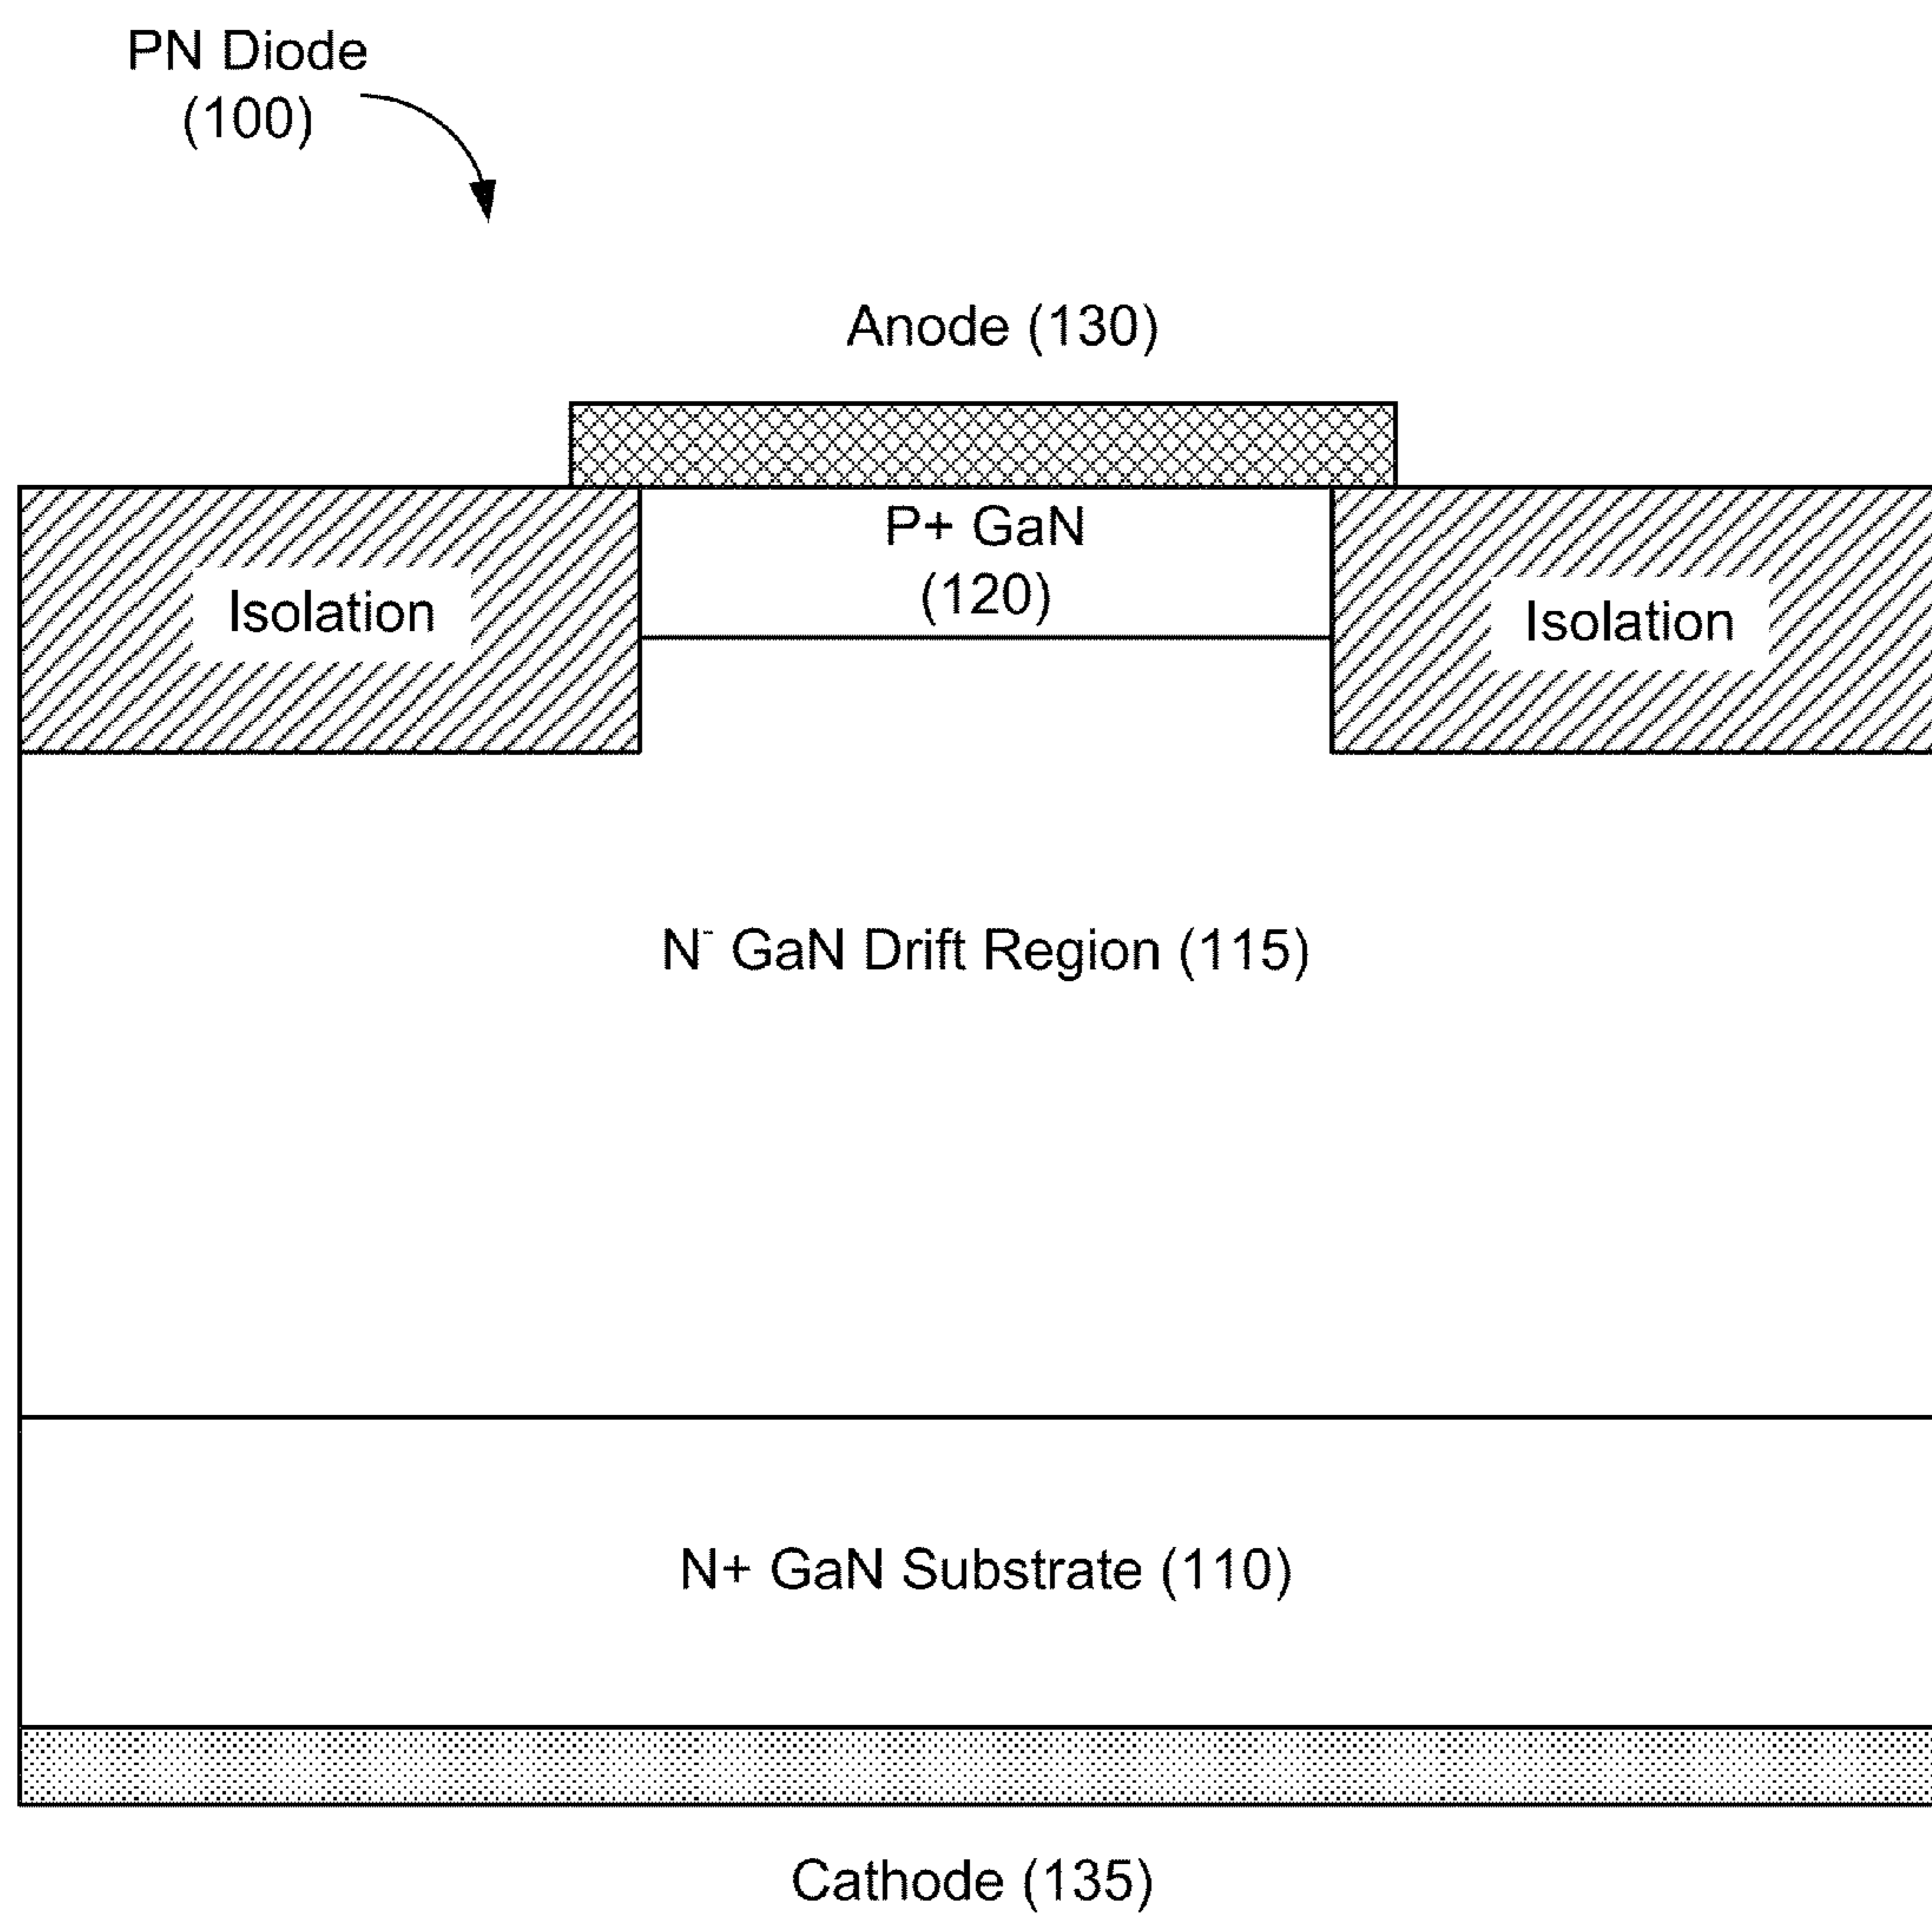 PN Diode
(100)
Anode (130)
P+ GaN
(120)
Isolation
Isolation
N⁻ GaN Drift Region (115)
N+ GaN Substrate (110)
Cathode (135)